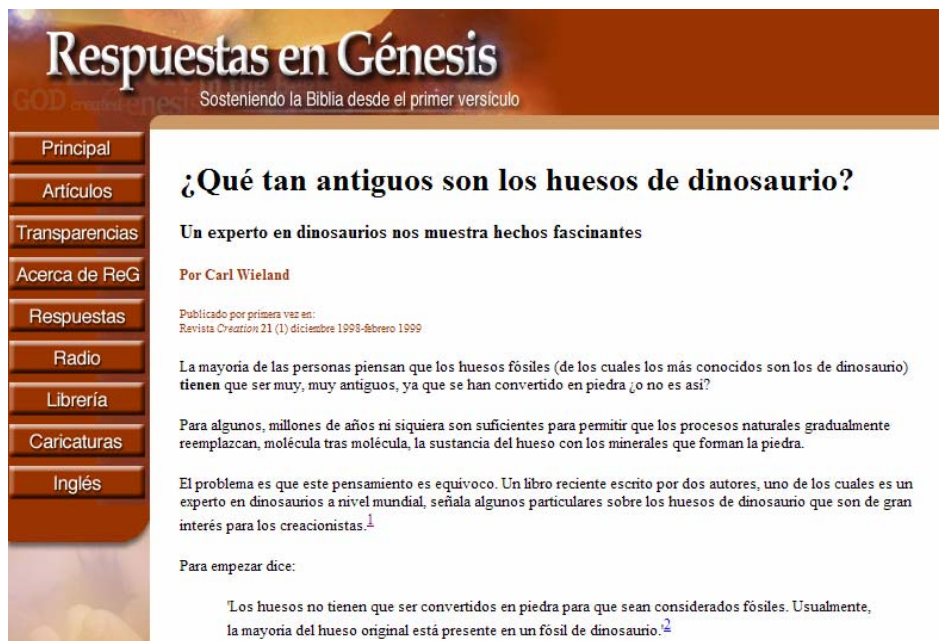 Respuestas en Génesis
GOD created
Sosteniendo la Biblia desde el primer versículo
Principal
Artículos
Transparencias
Acerca de ReG
Respuestas
Radio
Librería
Caricaturas
Inglés
¿Qué tan antiguos son los huesos de dinosaurio?
Un experto en dinosaurios nos muestra hechos fascinantes
Por Carl Wieland
Publicado por primera vez en:
Revista Creation 21 (1) diciembre 1998-febrero 1999
La mayoría de las personas piensan que los huesos fósiles (de los cuales los más conocidos son los de dinosaurio)
tienen que ser muy, muy antiguos, ya que se han convertido en piedra ¿o no es así?
Para algunos, millones de años ni siquiera son suficientes para permitir que los procesos naturales gradualmente
reemplazcan, molécula tras molécula, la sustancia del hueso con los minerales que forman la piedra.
El problema es que este pensamiento es equivoco. Un libro reciente escrito por dos autores, uno de los cuales es un
experto en dinosaurios a nivel mundial, señala algunos particulares sobre los huesos de dinosaurio que son de gran
interés para los creacionistas.1
Para empezar dice:
'Los huesos no tienen que ser convertidos en piedra para que sean considerados fósiles. Usualmente,
la mayoría del hueso original está presente en un fósil de dinosaurio.'2